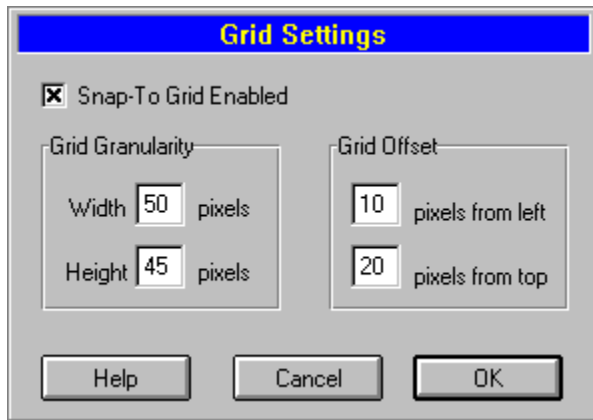 Grid Settings
Snap-To Grid Enabled
Grid Granularity
Width 50 pixels
Height 45 pixels
Grid Offset
10 pixels from left
20 pixels from top
Help Cancel OK